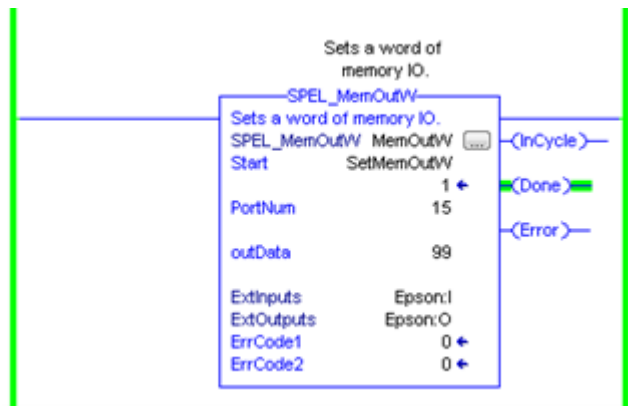 Sets a word of
memory IO.
SPEL_MemOutW
Sets a word of memory IO.
SPEL_MemOutW MemOutW ...
(InCycle)
Start SetMemOutW
1
(Done)
PortNum 15
(Error)
outData 99
ExtInputs Epson:I
ExtOutputs Epson:O
ErrCode1 0
ErrCode2 0